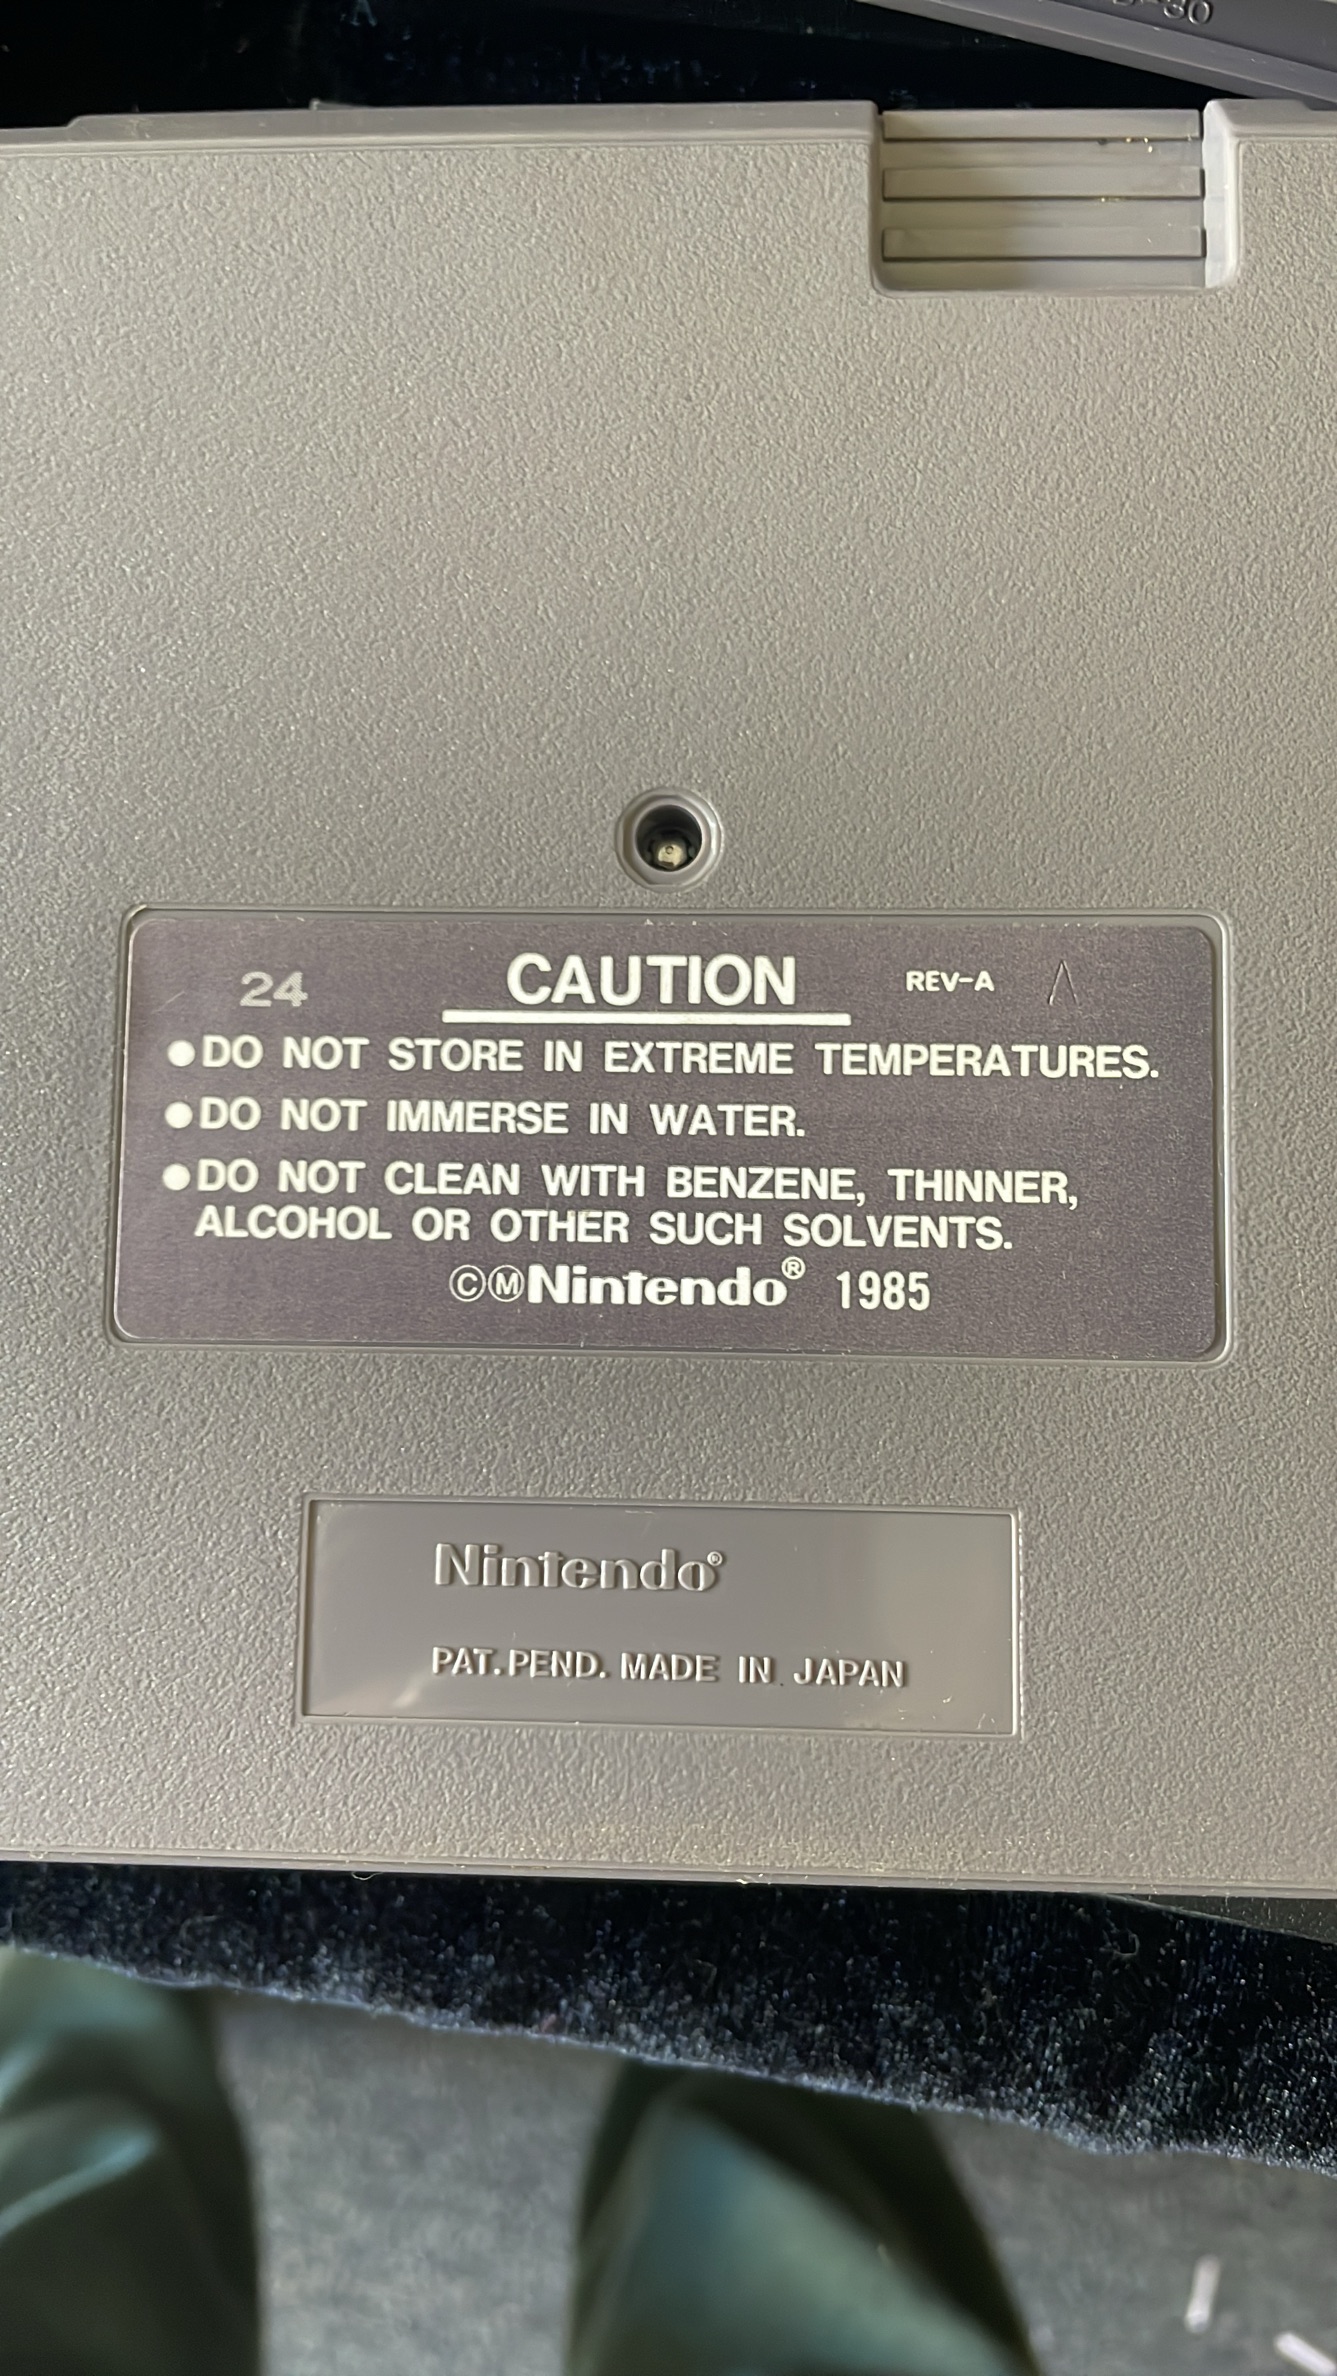 24 CAUTION REV-A A
●DO NOT STORE IN EXTREME TEMPERATURES.
●DO NOT IMMERSE IN WATER.
●DO NOT CLEAN WITH BENZENE, THINNER,
ALCOHOL OR OTHER SUCH SOLVENTS.
ⒸⓂNintendo® 1985
Nintendo®
PAT.PEND. MADE IN JAPAN